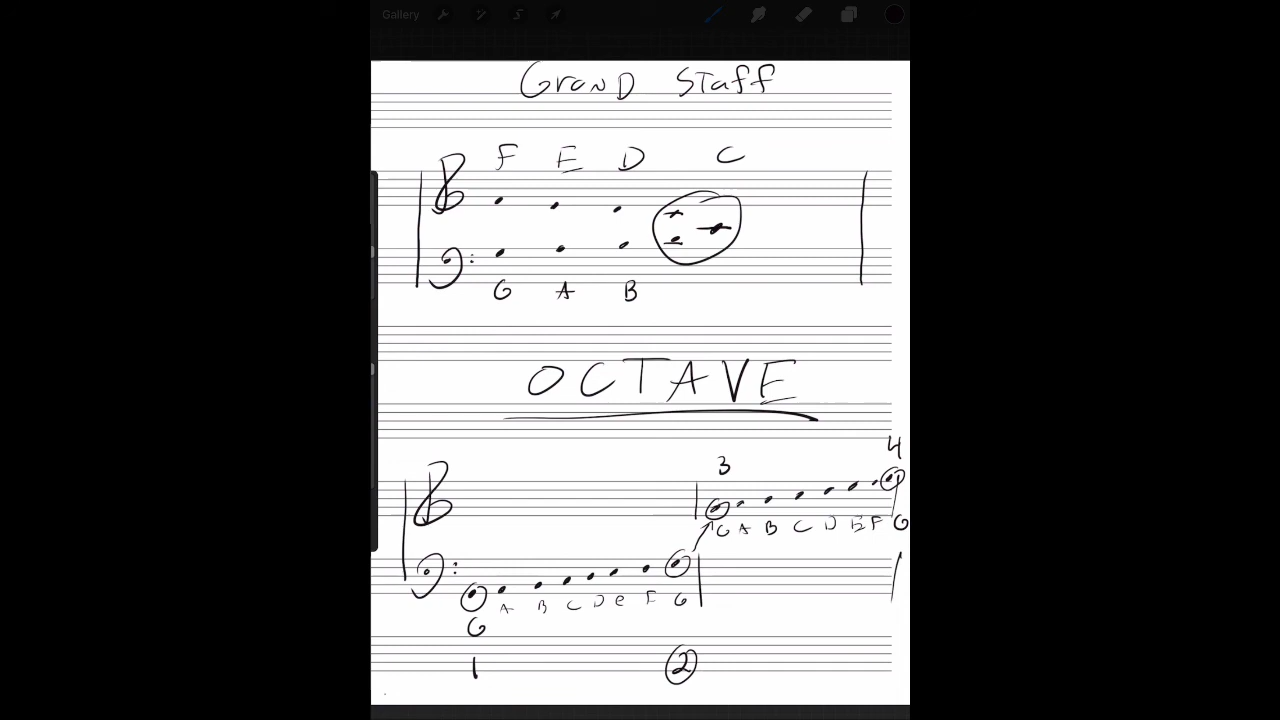 Gallery
Grand Staff
F E D C
G A B
OCTAVE
4
3
G A B C D E F G
A B C D e F G
G
1 2